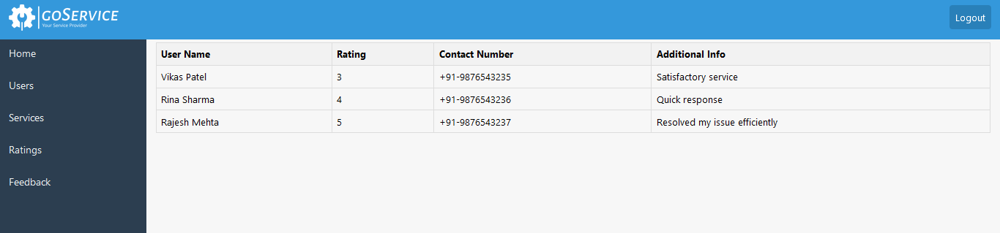 GOSERVICE
Your Service Provider
Logout
Home
Users
Services
Ratings
Feedback
User Name Rating Contact Number Additional Info
Vikas Patel 3 +91-9876543235 Satisfactory service
Rina Sharma 4 +91-9876543236 Quick response
Rajesh Mehta 5 +91-9876543237 Resolved my issue efficiently